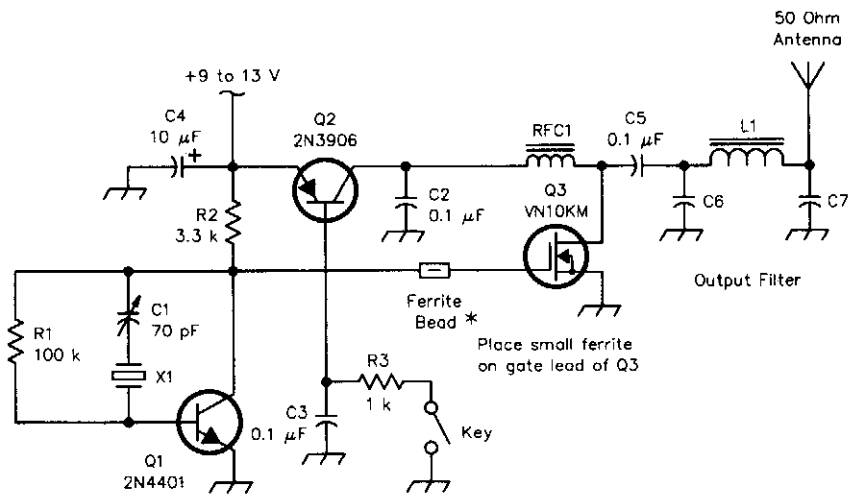 50 Ohm
Antenna
+9 to 13 V
C4
10 µF
+
Q2
2N3906
RFC1
C5
0.1 µF
L1
R2
3.3 k
C2
0.1 µF
Q3
VN10KM
C6
C7
Output Filter
C1
70 pF
R1
100 k
X1
Ferrite
Bead *
Place small ferrite
on gate lead of Q3
R3
1 k
C3
0.1 µF
Key
Q1
2N4401